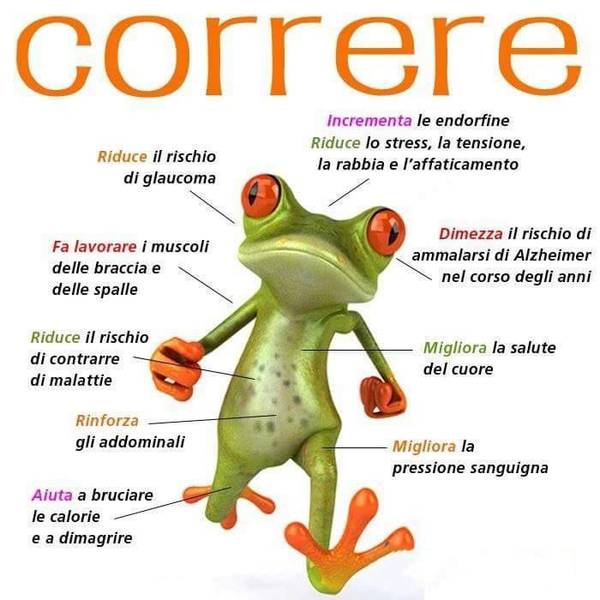 correre
Incrementa le endorfine
Riduce lo stress, la tensione,
la rabbia e l'affaticamento
Riduce il rischio
di glaucoma
Dimezza il rischio di
ammalarsi di Alzheimer
nel corso degli anni
Fa lavorare i muscoli
delle braccia e
delle spalle
Riduce il rischio
di contrarre
di malattie
Migliora la salute
del cuore
Rinforza
gli addominali
Migliora la
pressione sanguigna
Aiuta a bruciare
le calorie
e a dimagrire